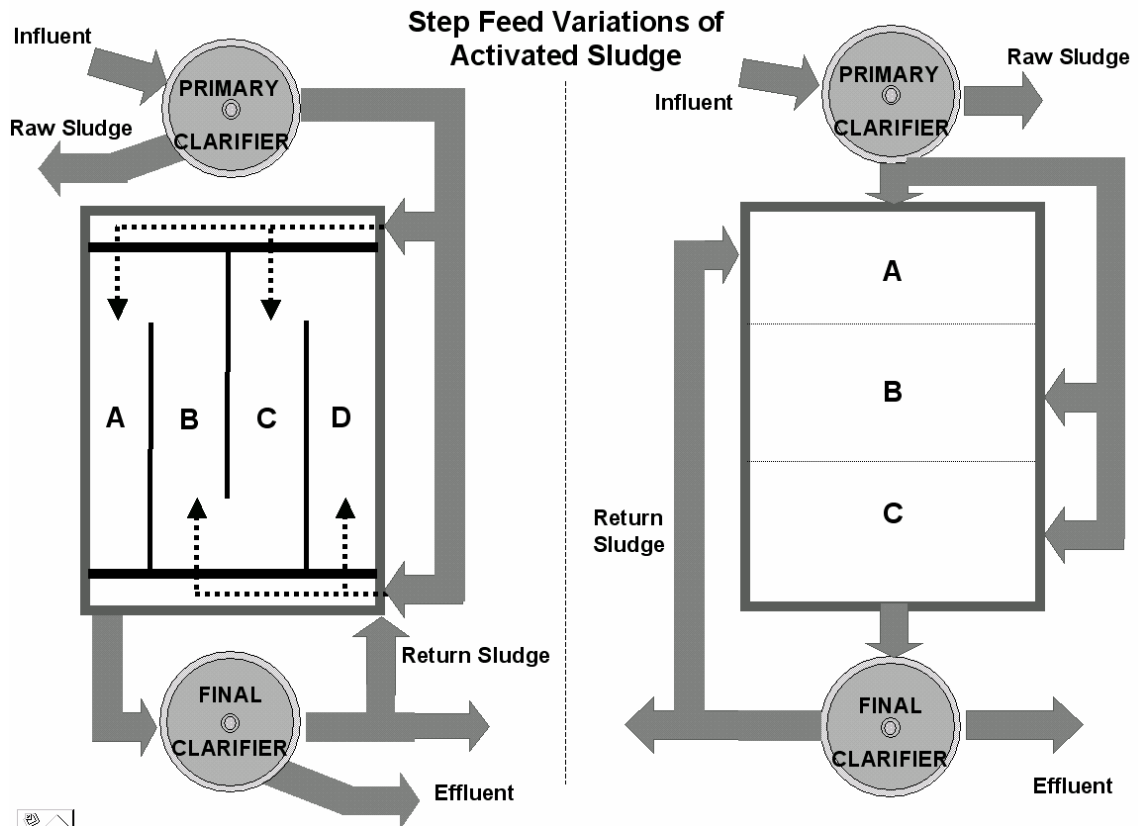 Step Feed Variations of
Activated Sludge
Influent
PRIMARY
CLARIFIER
Raw Sludge
A
B
C
D
Return Sludge
FINAL
CLARIFIER
Effluent
Influent
PRIMARY
CLARIFIER
Raw Sludge
A
B
C
Return
Sludge
FINAL
CLARIFIER
Effluent